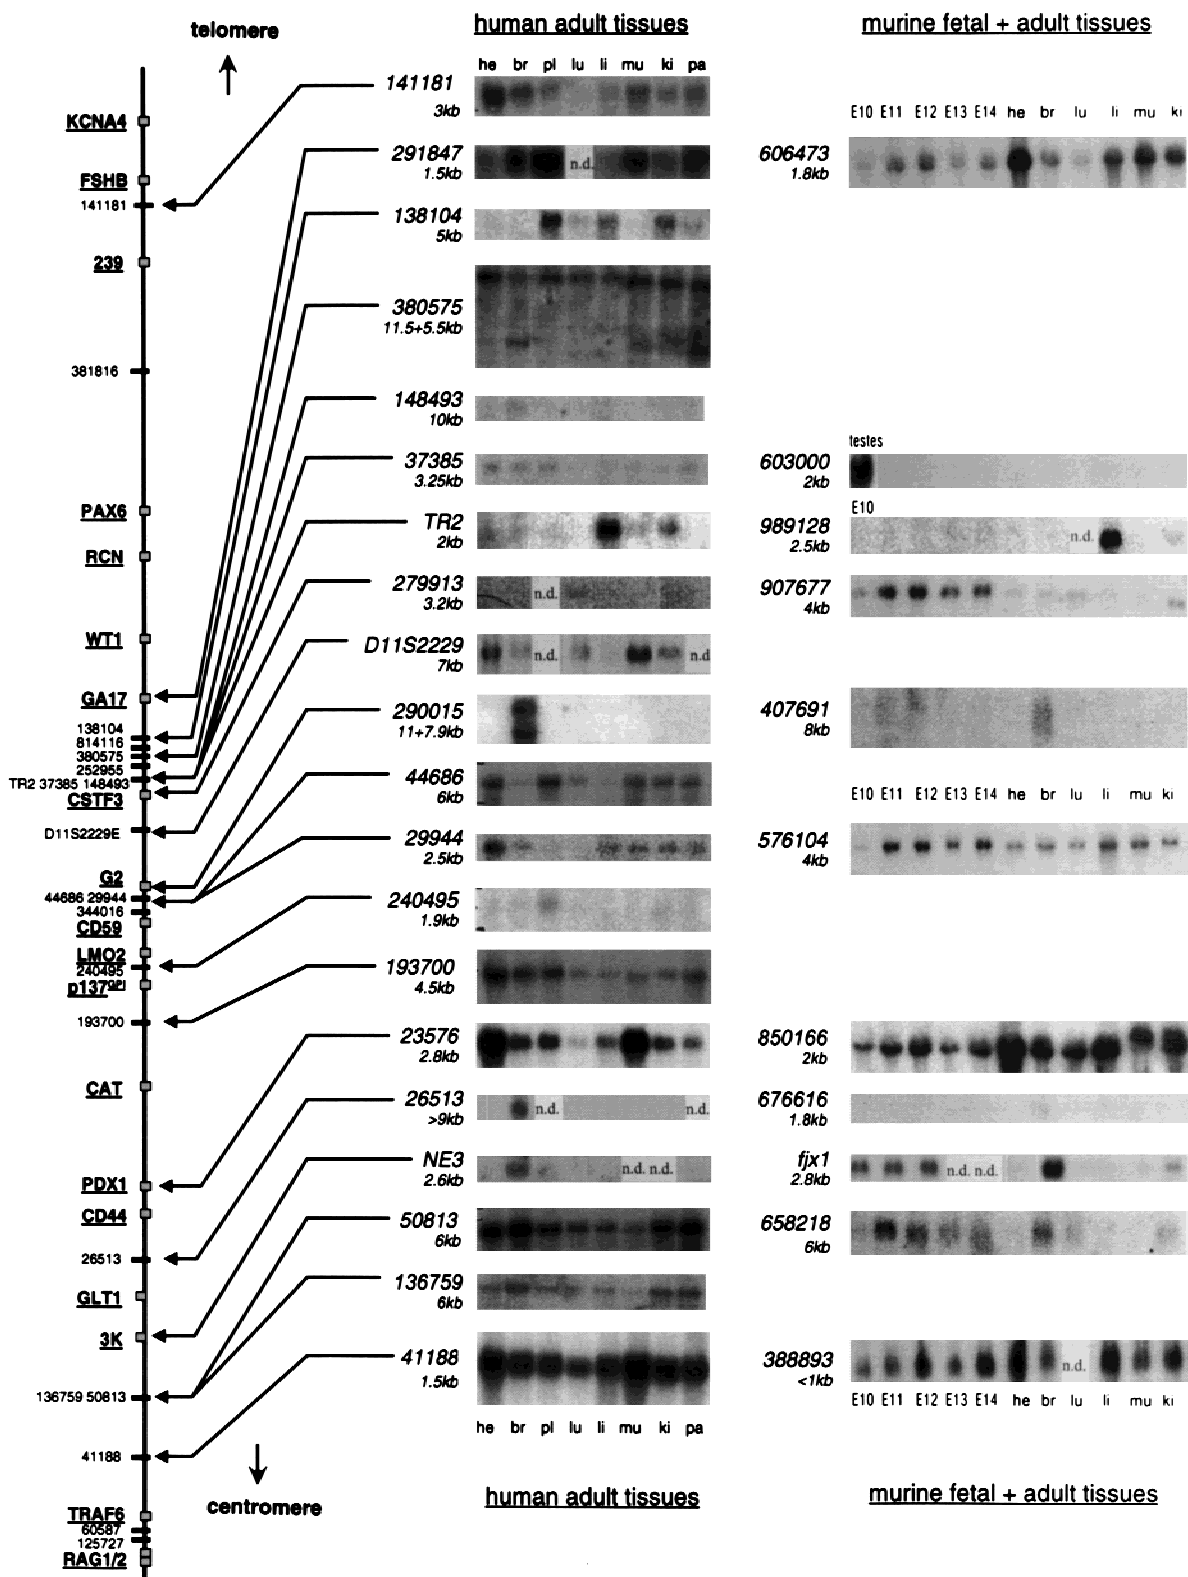 telomere
KCNA4
FSHB
141181
239
381816
PAX6
RCN
WT1
GA17
138104
814116
380575
252955
TR2 37385 148493
CSTF3
D11S2229E
G2
44686 29944
344016
CD59
LMO2
240495
p137
193700
CAT
PDX1
CD44
26513
GLT1
3K
136759 50813
41188
TRAF6
60587
125727
RAG1/2
centromere
human adult tissues
he br pl lu li mu ki pa
141181
3kb
291847
1.5kb
n.d.
138104
5kb
380575
11.5+5.5kb
148493
10kb
37385
3.25kb
TR2
2kb
279913
3.2kb
n.d.
D11S2229
7kb
n.d. n.d
290015
11+7.9kb
44686
6kb
29944
2.5kb
240495
1.9kb
193700
4.5kb
23576
2.8kb
26513
>9kb
n.d. n.d.
NE3
2.6kb
n.d. n.d.
50813
6kb
136759
6kb
41188
1.5kb
he br pl lu li mu ki pa
human adult tissues
murine fetal + adult tissues
E10 E11 E12 E13 E14 he br lu li mu ki
606473
1.8kb
testes
603000
2kb
E10
989128
2.5kb
n.d.
907677
4kb
407691
8kb
E10 E11 E12 E13 E14 he br lu li mu ki
576104
4kb
850166
2kb
676616
1.8kb
fjx1
2.8kb
n.d. n.d.
658218
6kb
388893
<1kb
n.d.
E10 E11 E12 E13 E14 he br lu li mu ki
murine fetal + adult tissues